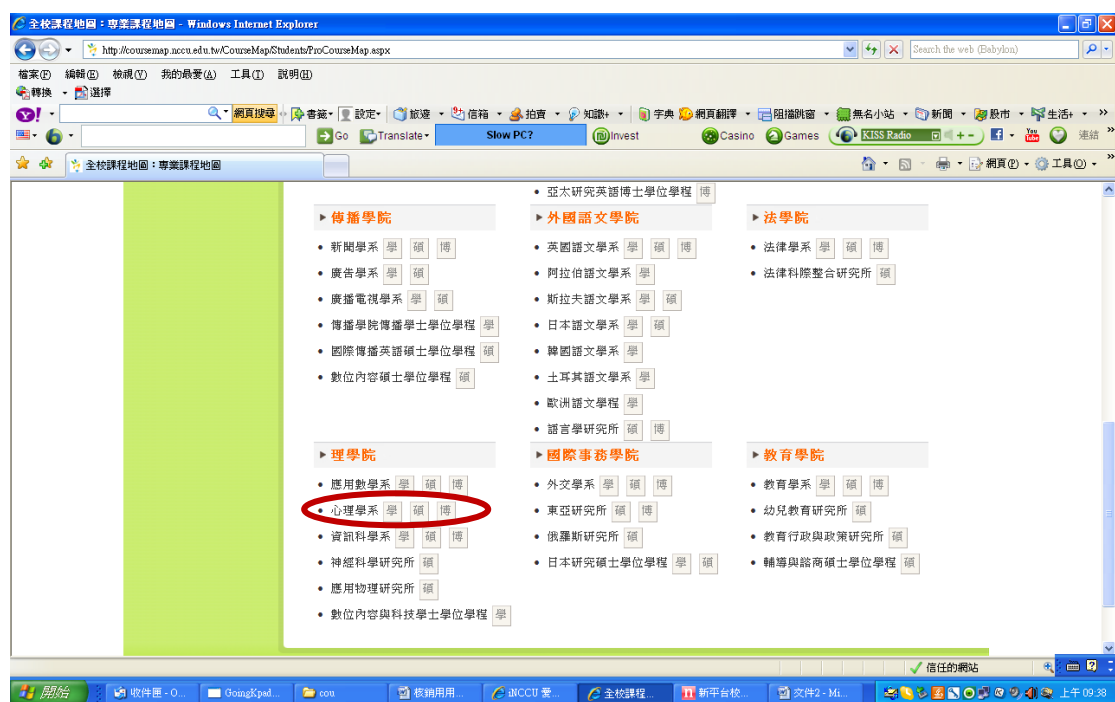 全校課程地圖：專業課程地圖 - Windows Internet Explorer
http://coursemap.nccu.edu.tw/CourseMap/Students/ProCourseMap.aspx
Search the web (Babylon)
檔案(F) 編輯(E) 檢視(V) 我的最愛(A) 工具(T) 說明(H)
轉換 選擇
網頁搜尋 書籤 設定 旅遊 信箱 拍賣 知識+ 字典 網頁翻譯 阻擋跳窗 無名小站 新聞 股市 生活+
Go Translate Slow PC? Invest Casino Games KISS Radio You Tube 連結
全校課程地圖：專業課程地圖 網頁(P) 工具(O)
亞太研究英語博士學位學程 博
傳播學院
新聞學系 學 碩 博
廣告學系 學 碩
廣播電視學系 學 碩
傳播學院傳播學士學位學程 學
國際傳播英語碩士學位學程 碩
數位內容碩士學位學程 碩
外國語文學院
英國語文學系 學 碩 博
阿拉伯語文學系 學
斯拉夫語文學系 學 碩
日本語文學系 學 碩
韓國語文學系 學
土耳其語文學系 學
歐洲語文學程 學
語言學研究所 碩 博
法學院
法律學系 學 碩 博
法律科際整合研究所 碩
理學院
應用數學系 學 碩 博
心理學系 學 碩 博
資訊科學系 學 碩 博
神經科學研究所 碩
應用物理研究所 碩
數位內容與科技學士學位學程 學
國際事務學院
外交學系 學 碩 博
東亞研究所 碩 博
俄羅斯研究所 碩
日本研究碩士學位學程 學 碩
教育學院
教育學系 學 碩 博
幼兒教育研究所 碩
教育行政與政策研究所 碩
輔導與諮商碩士學位學程 碩
信任的網站
開始 收件匣 - O... GoingKpad... cou 核銷用用... iNCCU 愛... 全校課程... 新平台校... 文件2 - Mi... 上午 09:38